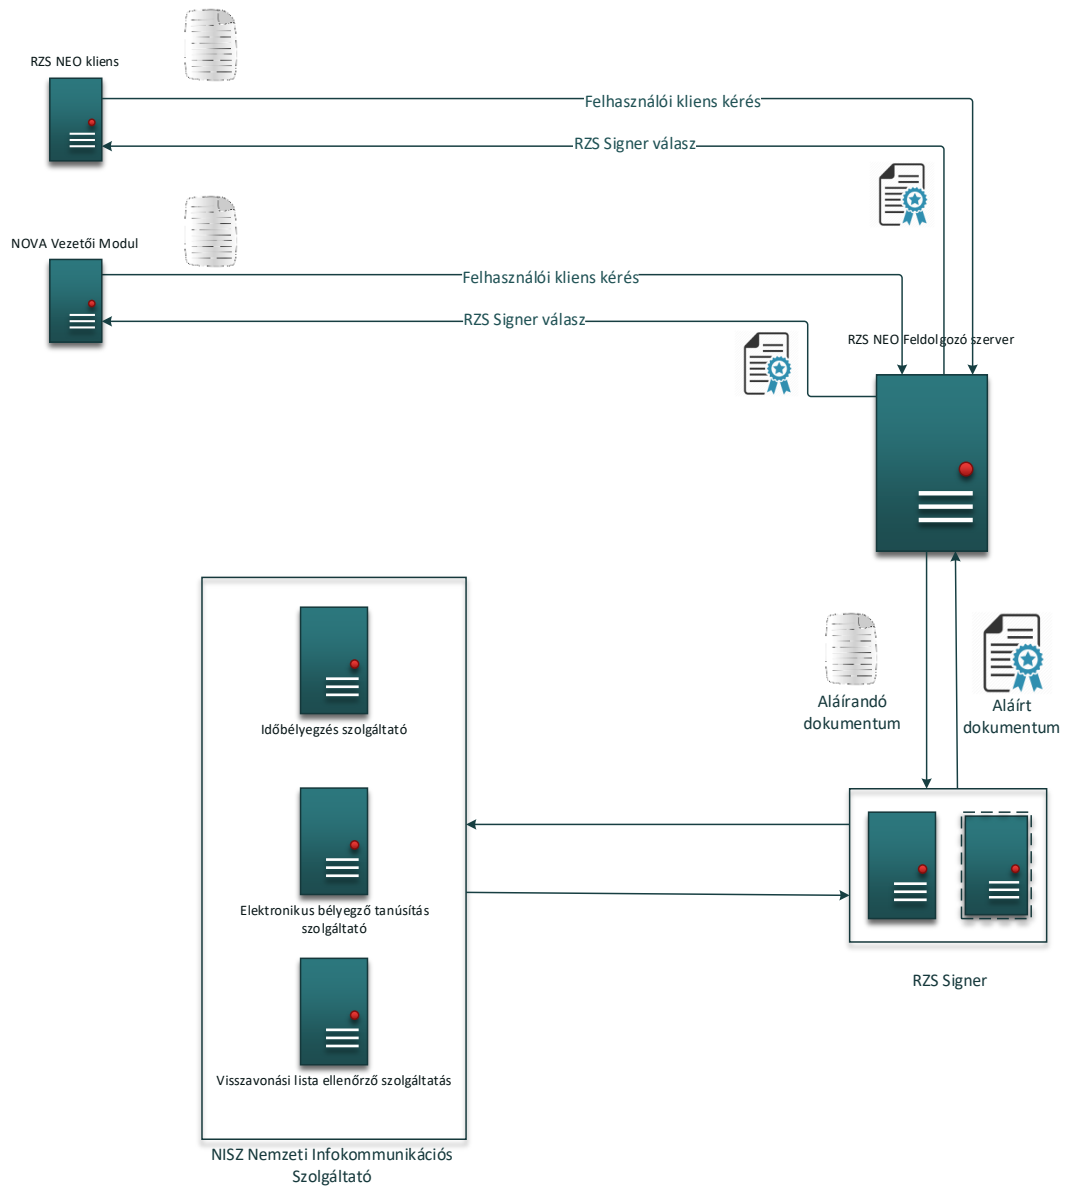 RZS NEO kliens
Felhasználói kliens kérés
RZS Signer válasz
NOVA Vezetői Modul
Felhasználói kliens kérés
RZS Signer válasz
RZS NEO Feldolgozó szerver
Aláírandó
dokumentum
Aláírt
dokumentum
Időbélyegzés szolgáltató
Elektronikus bélyegző tanúsítás
szolgáltató
Visszavonási lista ellenőrző szolgáltatás
RZS Signer
NISZ Nemzeti Infokommunikációs
Szolgáltató